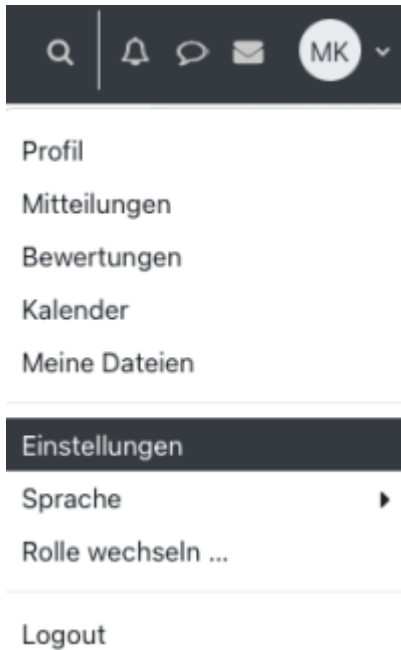 MK
Profil
Mitteilungen
Bewertungen
Kalender
Meine Dateien
Einstellungen
Sprache
Rolle wechseln ...
Logout